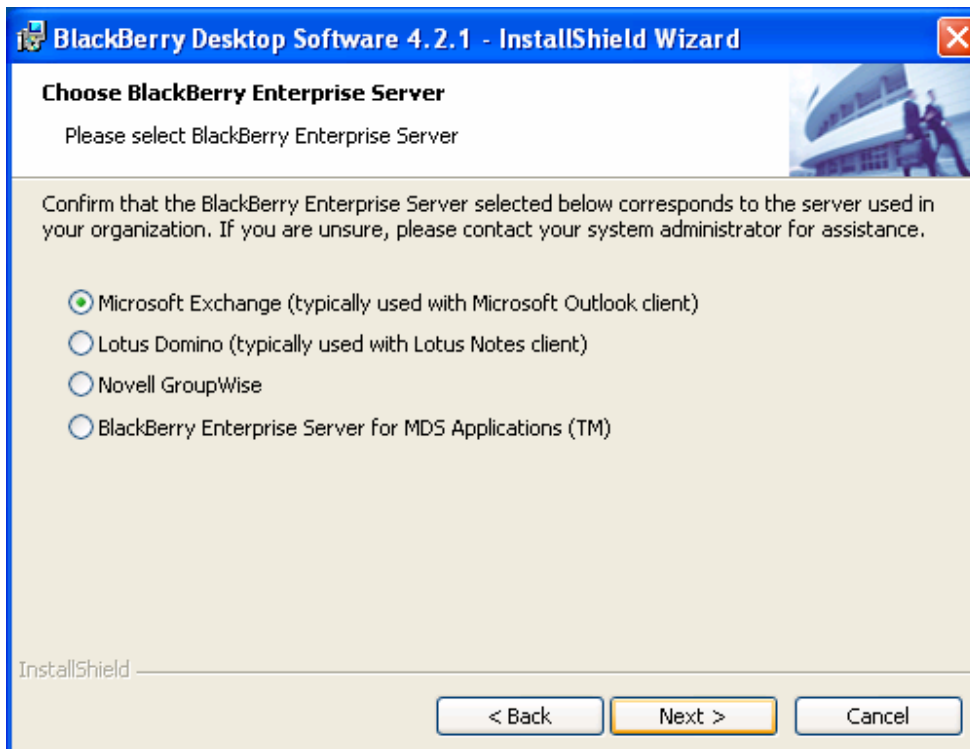 BlackBerry Desktop Software 4.2.1 - InstallShield Wizard
Choose BlackBerry Enterprise Server
Please select BlackBerry Enterprise Server
Confirm that the BlackBerry Enterprise Server selected below corresponds to the server used in
your organization. If you are unsure, please contact your system administrator for assistance.
Microsoft Exchange (typically used with Microsoft Outlook client)
Lotus Domino (typically used with Lotus Notes client)
Novell GroupWise
BlackBerry Enterprise Server for MDS Applications (TM)
InstallShield
< Back Next > Cancel